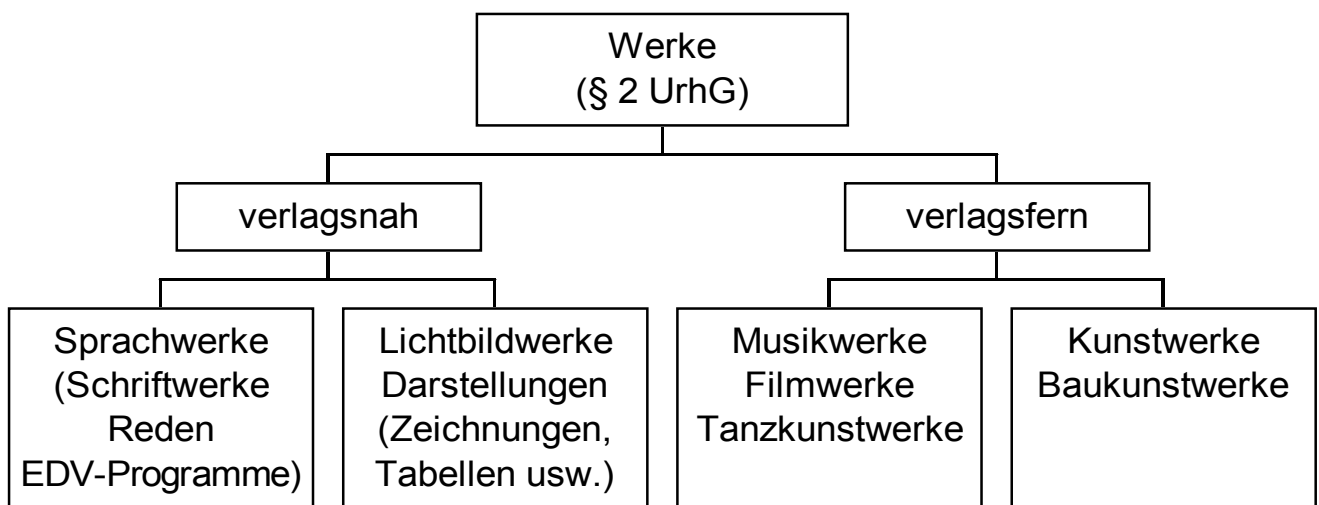 Werke
(§ 2 UrhG)
verlagsnah
verlagsfern
Sprachwerke
(Schriftwerke
Reden
EDV-Programme)
Lichtbildwerke
Darstellungen
(Zeichnungen,
Tabellen usw.)
Musikwerke
Filmwerke
Tanzkunstwerke
Kunstwerke
Baukunstwerke